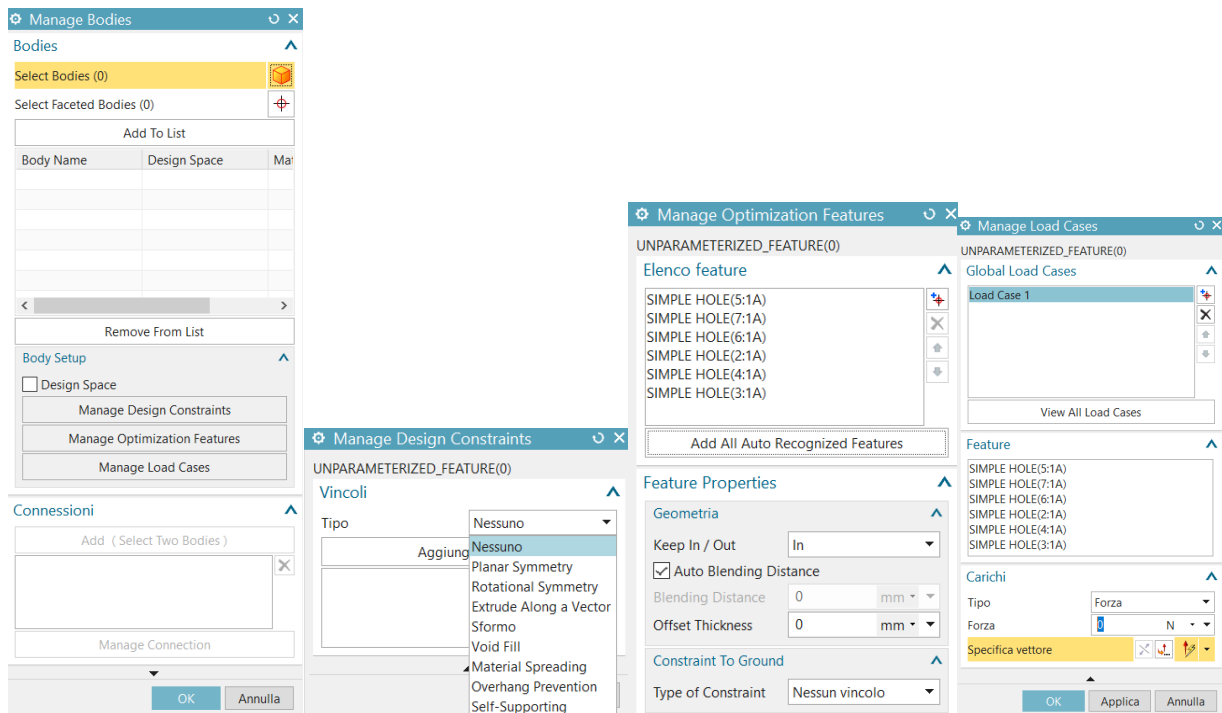 Manage Bodies
Bodies
Select Bodies (0)
Select Faceted Bodies (0)
Add To List
Body Name Design Space Mat
Remove From List
Body Setup
Design Space
Manage Design Constraints
Manage Optimization Features
Manage Load Cases
Connessioni
Add ( Select Two Bodies )
Manage Connection
OK Annulla
Manage Design Constraints
UNPARAMETERIZED_FEATURE(0)
Vincoli
Tipo Nessuno
Aggiung
Nessuno
Planar Symmetry
Rotational Symmetry
Extrude Along a Vector
Sformo
Void Fill
Material Spreading
Overhang Prevention
Self-Supporting
Manage Optimization Features
UNPARAMETERIZED_FEATURE(0)
Elenco feature
SIMPLE HOLE(5:1A)
SIMPLE HOLE(7:1A)
SIMPLE HOLE(6:1A)
SIMPLE HOLE(2:1A)
SIMPLE HOLE(4:1A)
SIMPLE HOLE(3:1A)
Add All Auto Recognized Features
Feature Properties
Geometria
Keep In / Out In
Auto Blending Distance
Blending Distance 0 mm
Offset Thickness 0 mm
Constraint To Ground
Type of Constraint Nessun vincolo
Manage Load Cases
UNPARAMETERIZED_FEATURE(0)
Global Load Cases
Load Case 1
View All Load Cases
Feature
SIMPLE HOLE(5:1A)
SIMPLE HOLE(7:1A)
SIMPLE HOLE(6:1A)
SIMPLE HOLE(2:1A)
SIMPLE HOLE(4:1A)
SIMPLE HOLE(3:1A)
Carichi
Tipo Forza
Forza 0 N
Specifica vettore
OK Applica Annulla